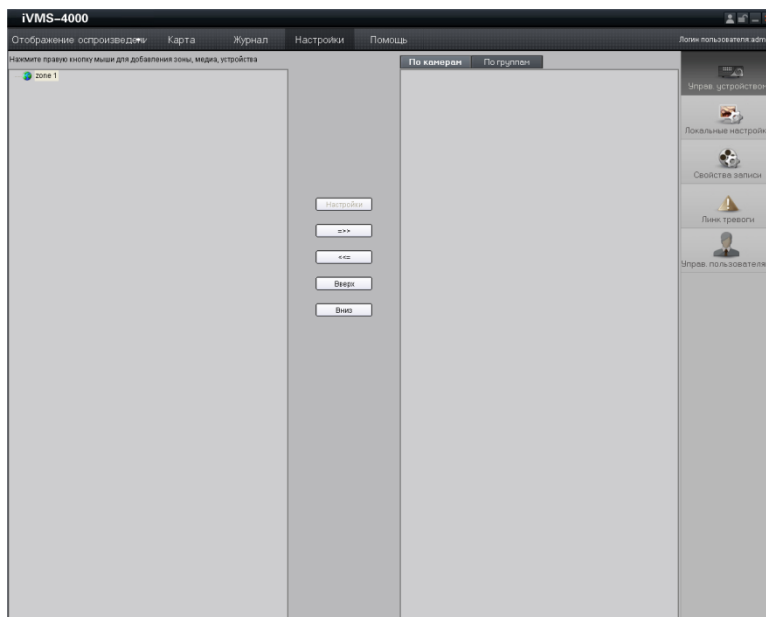 iVMS-4000
Отображение оспроизведени Карта Журнал Настройки Помощь Логин пользователя:adm
Нажмите правую кнопку мыши для добавления зоны, медиа, устройства
zone 1
По камерам По группам
Настройки
=>>
<<=
Вверх
Вниз
Управ. устройством
Локальные настройк
Свойства записи
Линк тревоги
Управ. пользователя